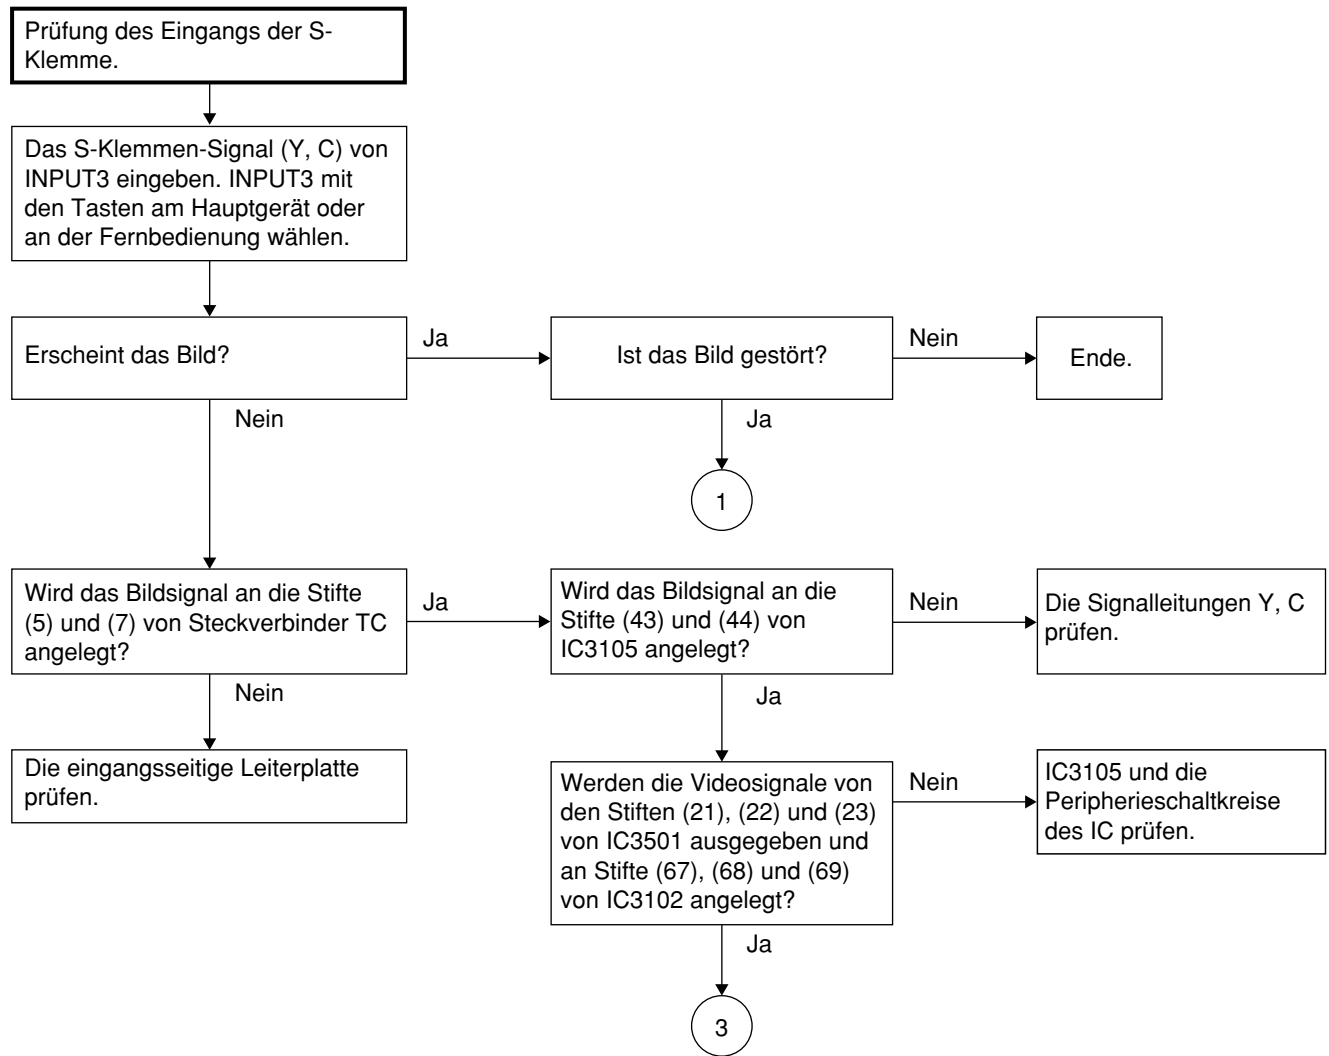 Prüfung des Eingangs der S-
Klemme.
Das S-Klemmen-Signal (Y, C) von
INPUT3 eingeben. INPUT3 mit
den Tasten am Hauptgerät oder
an der Fernbedienung wählen.
Erscheint das Bild?
Ja
Ist das Bild gestört?
Nein
Ende.
Nein
Ja
1
Wird das Bildsignal an die Stifte
(5) und (7) von Steckverbinder TC
angelegt?
Ja
Wird das Bildsignal an die
Stifte (43) und (44) von
IC3105 angelegt?
Nein
Die Signalleitungen Y, C
prüfen.
Nein
Ja
Die eingangsseitige Leiterplatte
prüfen.
Werden die Videosignale von
den Stiften (21), (22) und (23)
von IC3501 ausgegeben und
an Stifte (67), (68) und (69)
von IC3102 angelegt?
Nein
IC3105 und die
Peripherieschaltkreise
des IC prüfen.
Ja
3